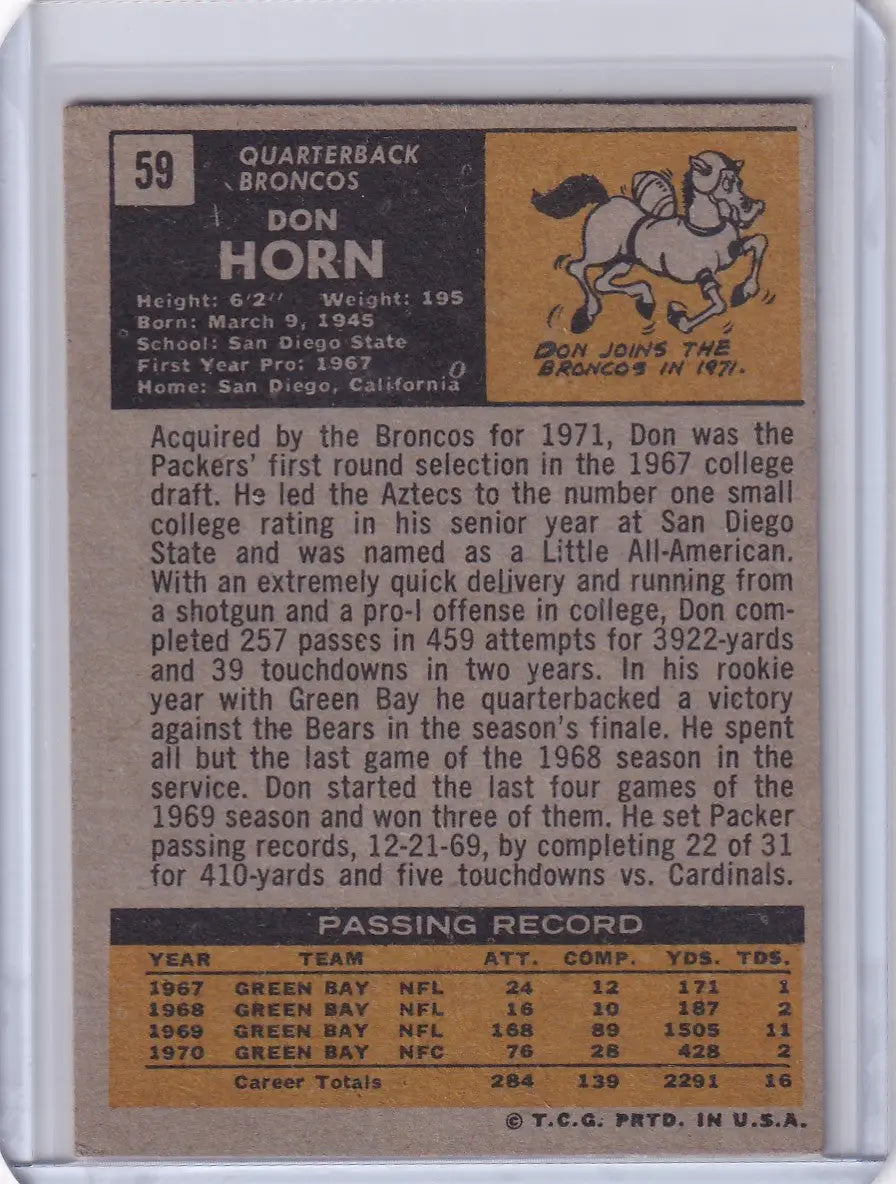 59
QUARTERBACK
BRONCOS
DON
HORN
Height: 6'2" Weight: 195
Born: March 9, 1945
School: San Diego State
First Year Pro: 1967
Home: San Diego, California
DON JOINS THE
BRONCOS IN 1971.
Acquired by the Broncos for 1971, Don was the
Packers' first round selection in the 1967 college
draft. He led the Aztecs to the number one small
college rating in his senior year at San Diego
State and was named as a Little All-American.
With an extremely quick delivery and running from
a shotgun and a pro-I offense in college, Don com-
pleted 257 passes in 459 attempts for 3922-yards
and 39 touchdowns in two years. In his rookie
year with Green Bay he quarterbacked a victory
against the Bears in the season's finale. He spent
all but the last game of the 1968 season in the
service. Don started the last four games of the
1969 season and won three of them. He set Packer
passing records, 12-21-69, by completing 22 of 31
for 410-yards and five touchdowns vs. Cardinals.
PASSING RECORD
YEAR TEAM ATT. COMP. YDS. TDS.
1967 GREEN BAY NFL 24 12 171 1
1968 GREEN BAY NFL 16 10 187 2
1969 GREEN BAY NFL 168 89 1505 11
1970 GREEN BAY NFC 76 28 428 2
Career Totals 284 139 2291 16
© T.C.G. PRTD. IN U.S.A.